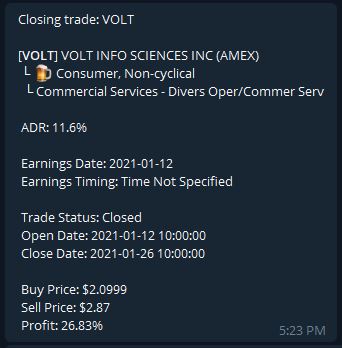 Closing trade: VOLT
[VOLT] VOLT INFO SCIENCES INC (AMEX)
└ 🍺 Consumer, Non-cyclical
└ Commercial Services - Divers Oper/Commer Serv
ADR: 11.6%
Earnings Date: 2021-01-12
Earnings Timing: Time Not Specified
Trade Status: Closed
Open Date: 2021-01-12 10:00:00
Close Date: 2021-01-26 10:00:00
Buy Price: $2.0999
Sell Price: $2.87
Profit: 26.83%
5:23 PM